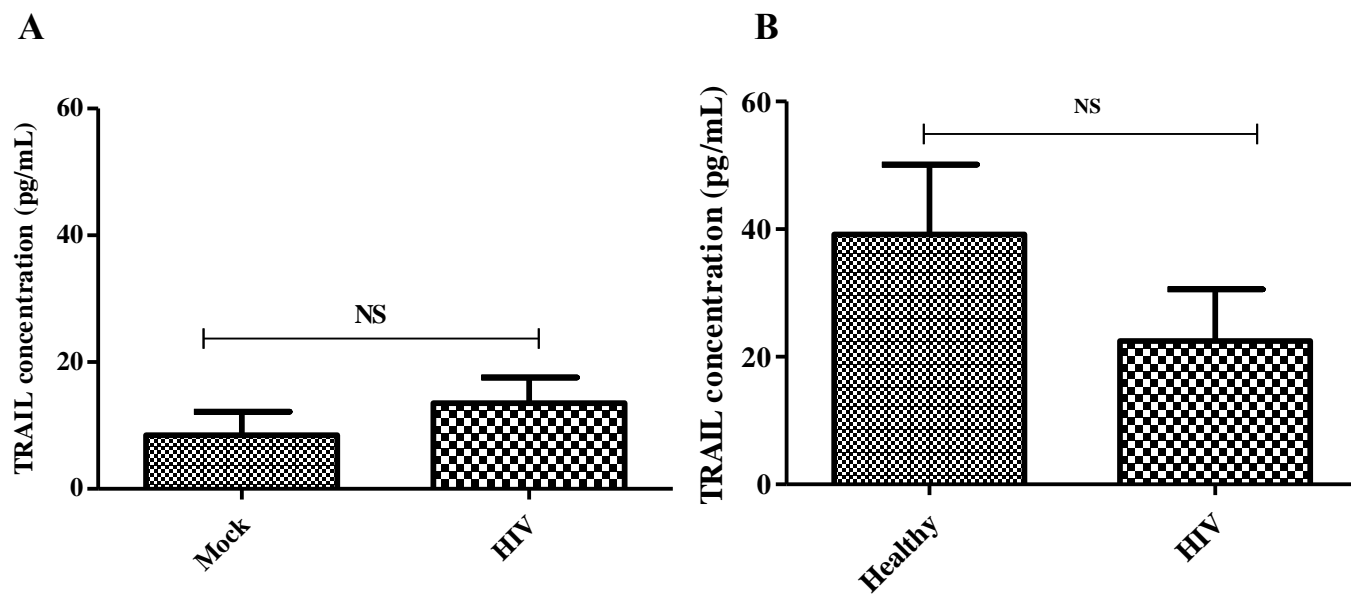 A
TRAIL concentration (pg/mL)
60
40
20
0
NS
Mock
HIV
B
TRAIL concentration (pg/mL)
60
40
20
0
NS
Healthy
HIV